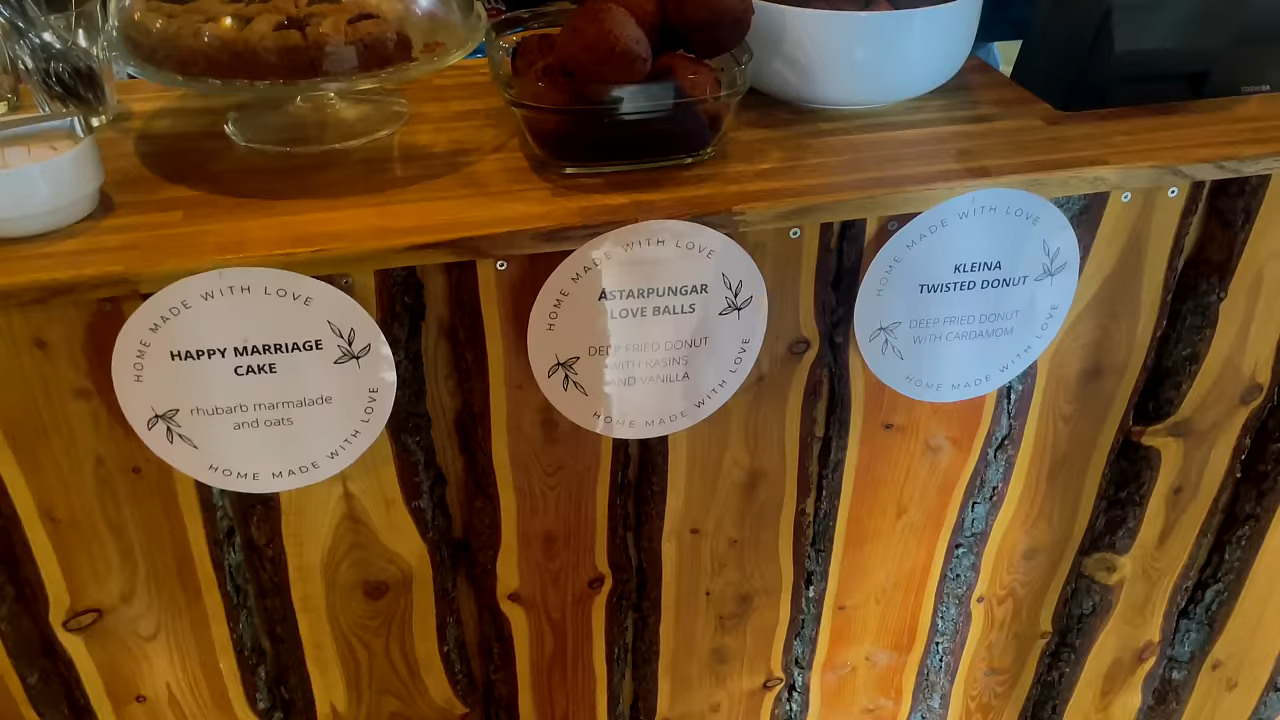 HOME MADE WITH LOVE
HAPPY MARRIAGE
CAKE
rhubarb marmalade
and oats
HOME MADE WITH LOVE
HOME MADE WITH LOVE
ÁSTARPUNGAR
LOVE BALLS
DEEP FRIED DONUT
WITH RASINS
AND VANILLA
HOME MADE WITH LOVE
HOME MADE WITH LOVE
KLEINA
TWISTED DONUT
DEEP FRIED DONUT
WITH CARDAMOM
HOME MADE WITH LOVE